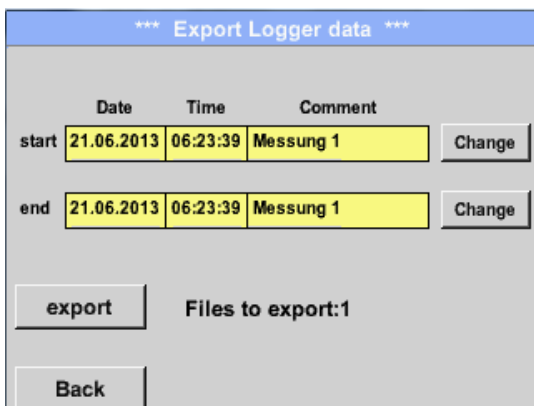 *** Export Logger data ***
Date Time Comment
start 21.06.2013 06:23:39 Messung 1 Change
end 21.06.2013 06:23:39 Messung 1 Change
export Files to export:1
Back